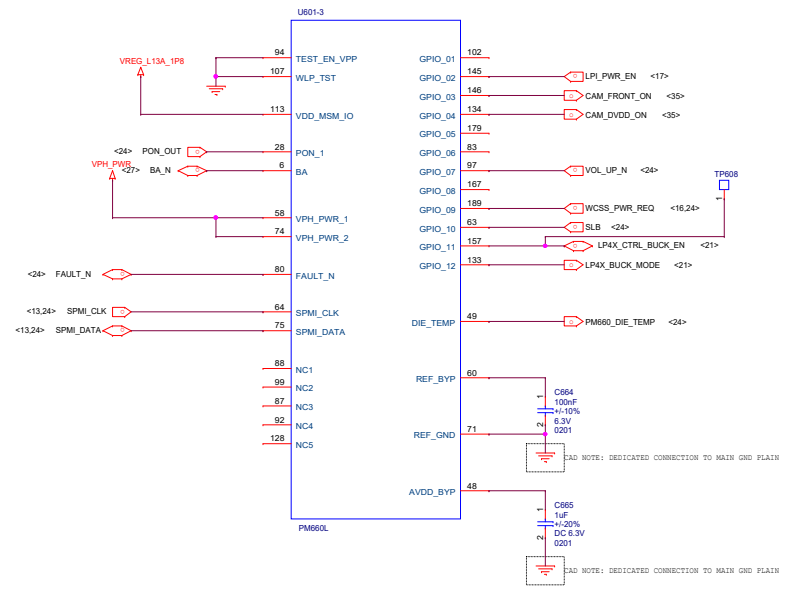 U601-3
VREG_L13A_1P8
94 TEST_EN_VPP
107 WLP_TST
113 VDD_MSM_IO
<24> PON_OUT 28 PON_1
VPH_PWR
<27> BA_N 6 BA
58 VPH_PWR_1
74 VPH_PWR_2
<24> FAULT_N 80 FAULT_N
<13,24> SPMI_CLK 64 SPMI_CLK
<13,24> SPMI_DATA 75 SPMI_DATA
88 NC1
99 NC2
87 NC3
92 NC4
128 NC5
GPIO_01 102
GPIO_02 145 LPI_PWR_EN <17>
GPIO_03 146 CAM_FRONT_ON <35>
GPIO_04 134 CAM_DVDD_ON <35>
GPIO_05 179
GPIO_06 83
GPIO_07 97 VOL_UP_N <24>
GPIO_08 167
TP608
1
GPIO_09 189 WCSS_PWR_REQ <16,24>
GPIO_10 63 SLB <24>
GPIO_11 157 LP4X_CTRL_BUCK_EN <21>
GPIO_12 133 LP4X_BUCK_MODE <21>
DIE_TEMP 49 PM660_DIE_TEMP <24>
REF_BYP 60
1
2
C664
100nF
+/-10%
6.3V
0201
REF_GND 71
CAD NOTE: DEDICATED CONNECTION TO MAIN GND PLAIN
AVDD_BYP 48
1
2
C665
1uF
+/-20%
DC 6.3V
0201
CAD NOTE: DEDICATED CONNECTION TO MAIN GND PLAIN
PM660L